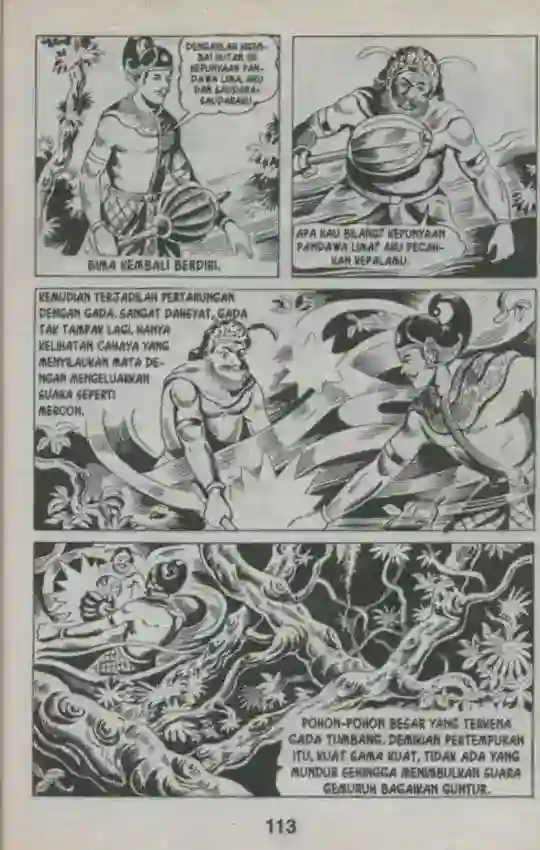 DENGARLAH HIDIM-
BA! HUTAN INI
KEPUNYAAN PAN-
DAWA LIMA, AKU
DAN SAUDARA-
SAUDARAKU.
BIMA KEMBALI BERDIRI.
APA KAU BILANG? KEPUNYAAN
PANDAWA LIMA? AKU PECAH-
KAN KEPALAMU.
KEMUDIAN TERJADILAH PERTARUNGAN
DENGAN GADA. SANGAT DAHSYAT, GADA
TAK TAMPAK LAGI. HANYA
KELIHATAN CAHAYA YANG
MENYILAUKAN MATA DE-
NGAN MENGELUARKAN
SUARA SEPERTI
MERCON.
POHON-POHON BESAR YANG TERKENA
GADA TUMBANG. DEMIKIAN PERTEMPURAN
ITU, KUAT SAMA KUAT, TIDAK ADA YANG
MUNDUR SEHINGGA MENIMBULKAN SUARA
GEMURUH BAGAIKAN GUNTUR.
113